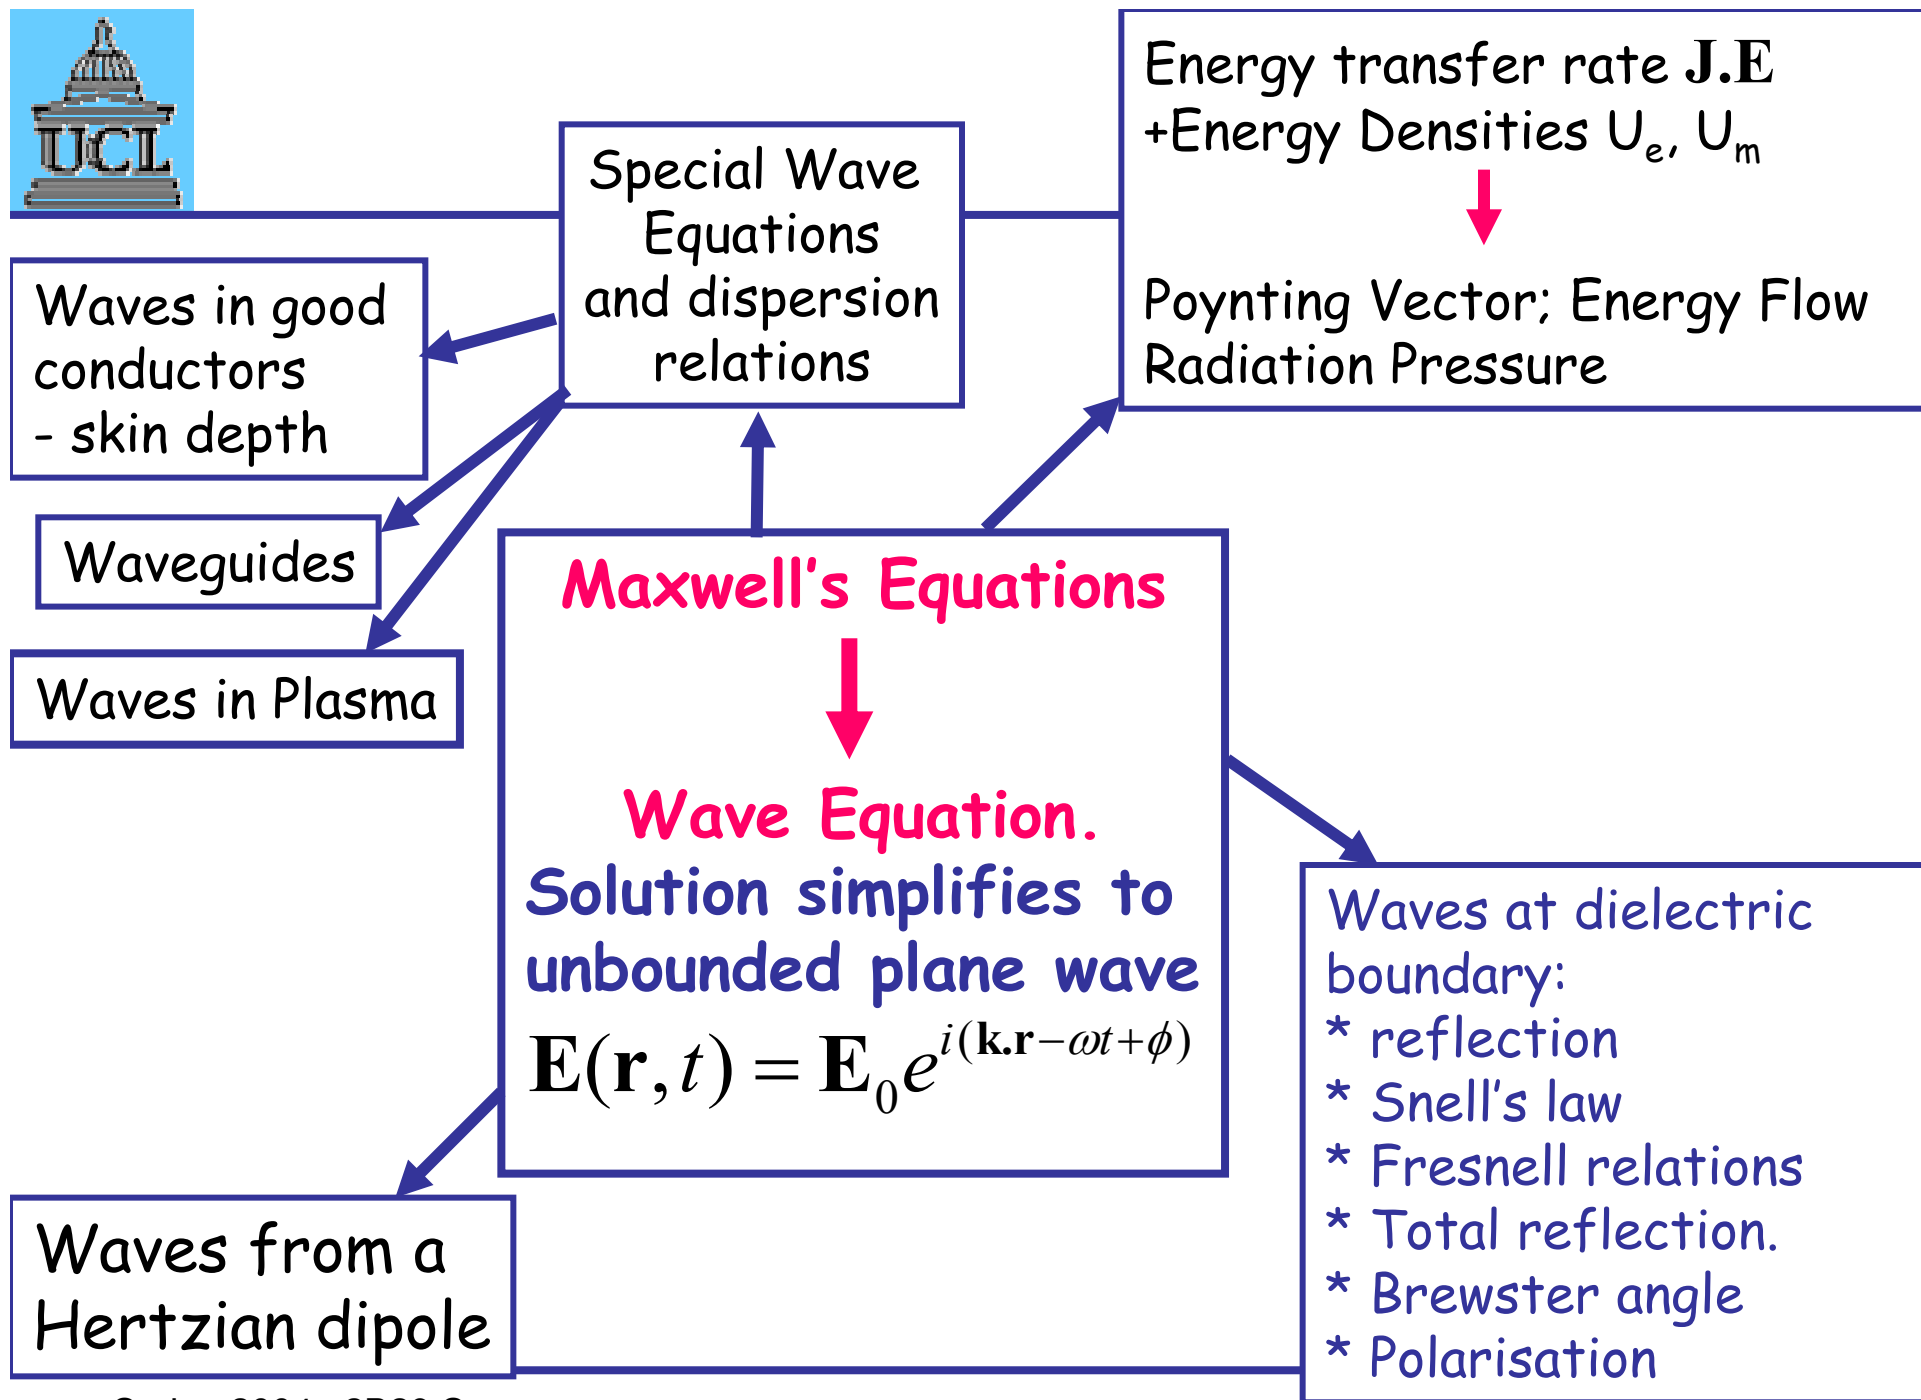 UCL
Energy transfer rate J.E
+Energy Densities Uₑ, Uₘ
Poynting Vector; Energy Flow
Radiation Pressure
Special Wave
Equations
and dispersion
relations
Waves in good
conductors
- skin depth
Waveguides
Waves in Plasma
Maxwell's Equations
Wave Equation.
Solution simplifies to
unbounded plane wave
E(r,t) = E₀e^{i(k.r−ωt+ϕ)}
Waves at dielectric
boundary:
* reflection
* Snell's law
* Fresnell relations
* Total reflection.
* Brewster angle
* Polarisation
Waves from a
Hertzian dipole